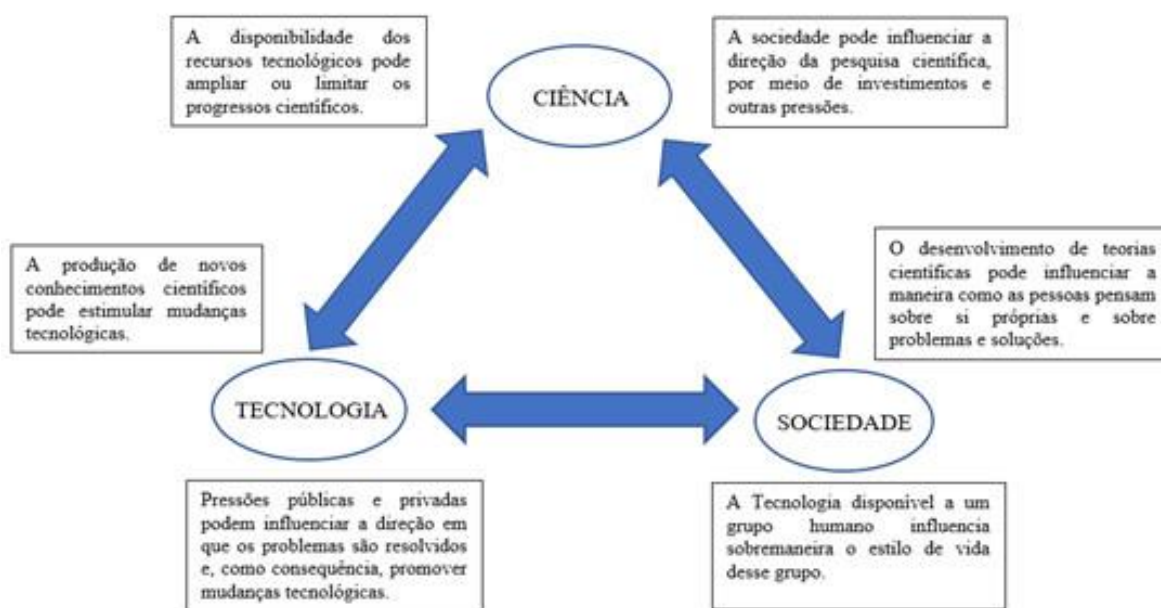 A disponibilidade dos
recursos tecnológicos pode
ampliar ou limitar os
progressos científicos.
CIÊNCIA
A sociedade pode influenciar a
direção da pesquisa científica,
por meio de investimentos e
outras pressões.
A produção de novos
conhecimentos científicos
pode estimular mudanças
tecnológicas.
O desenvolvimento de teorias
científicas pode influenciar a
maneira como as pessoas pensam
sobre si próprias e sobre
problemas e soluções.
TECNOLOGIA
SOCIEDADE
Pressões públicas e privadas
podem influenciar a direção em
que os problemas são resolvidos
e, como consequência, promover
mudanças tecnológicas.
A Tecnologia disponível a um
grupo humano influencia
sobremaneira o estilo de vida
desse grupo.